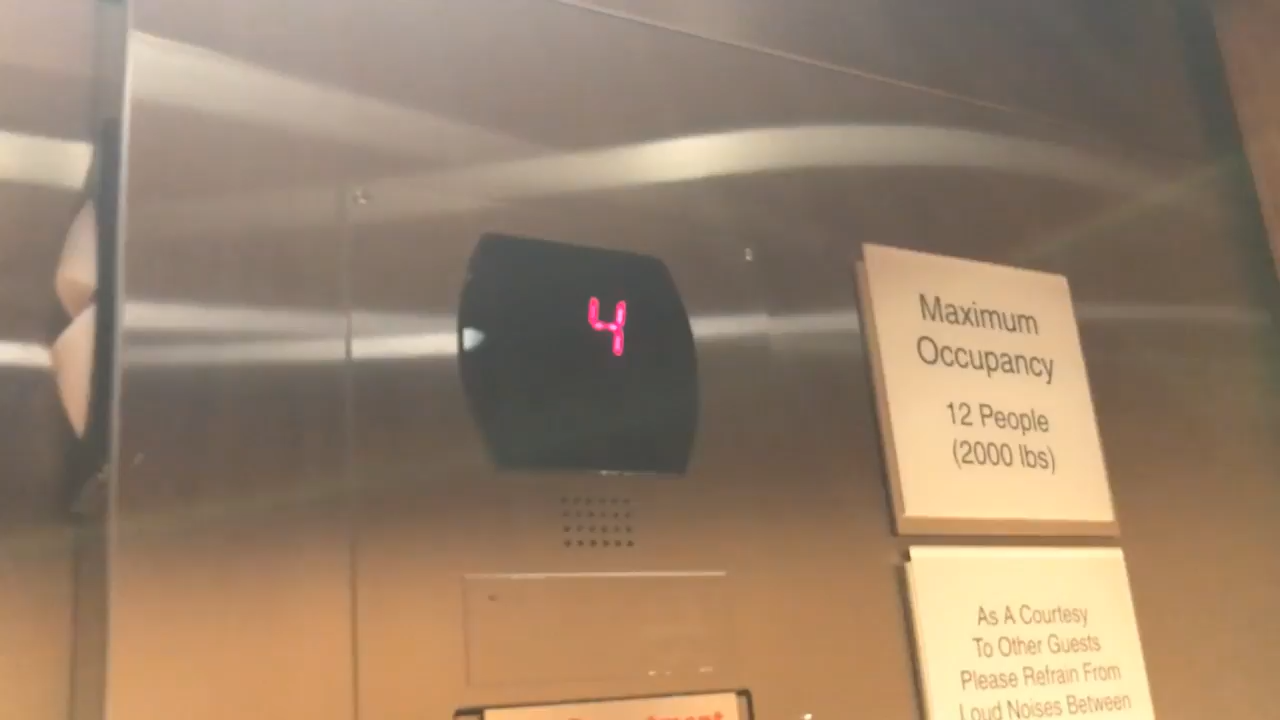 4
Maximum
Occupancy
12 People
(2000 lbs)
As A Courtesy
To Other Guests
Please Refrain From
Loud Noises Between